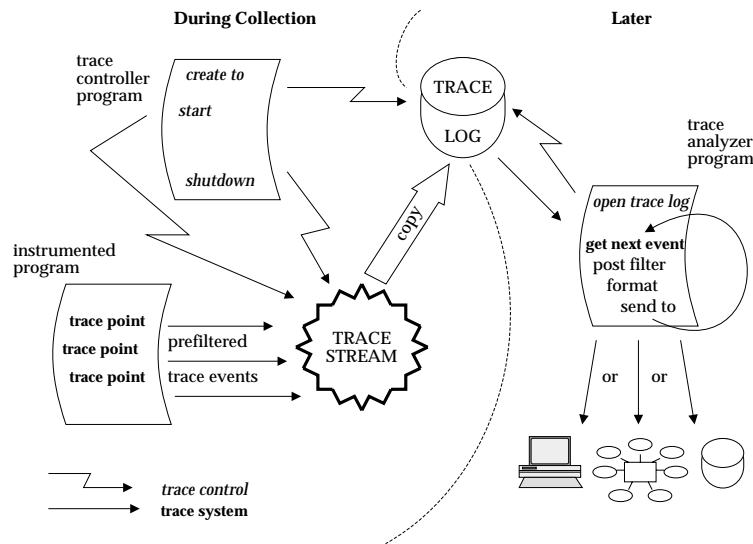 During Collection
Later
trace
controller
program
create to
start
shutdown
TRACE
LOG
trace
analyzer
program
open trace log
get next event
post filter
format
send to
copy
instrumented
program
trace point
trace point
trace point
prefiltered
trace events
TRACE
STREAM
or
or
trace control
trace system